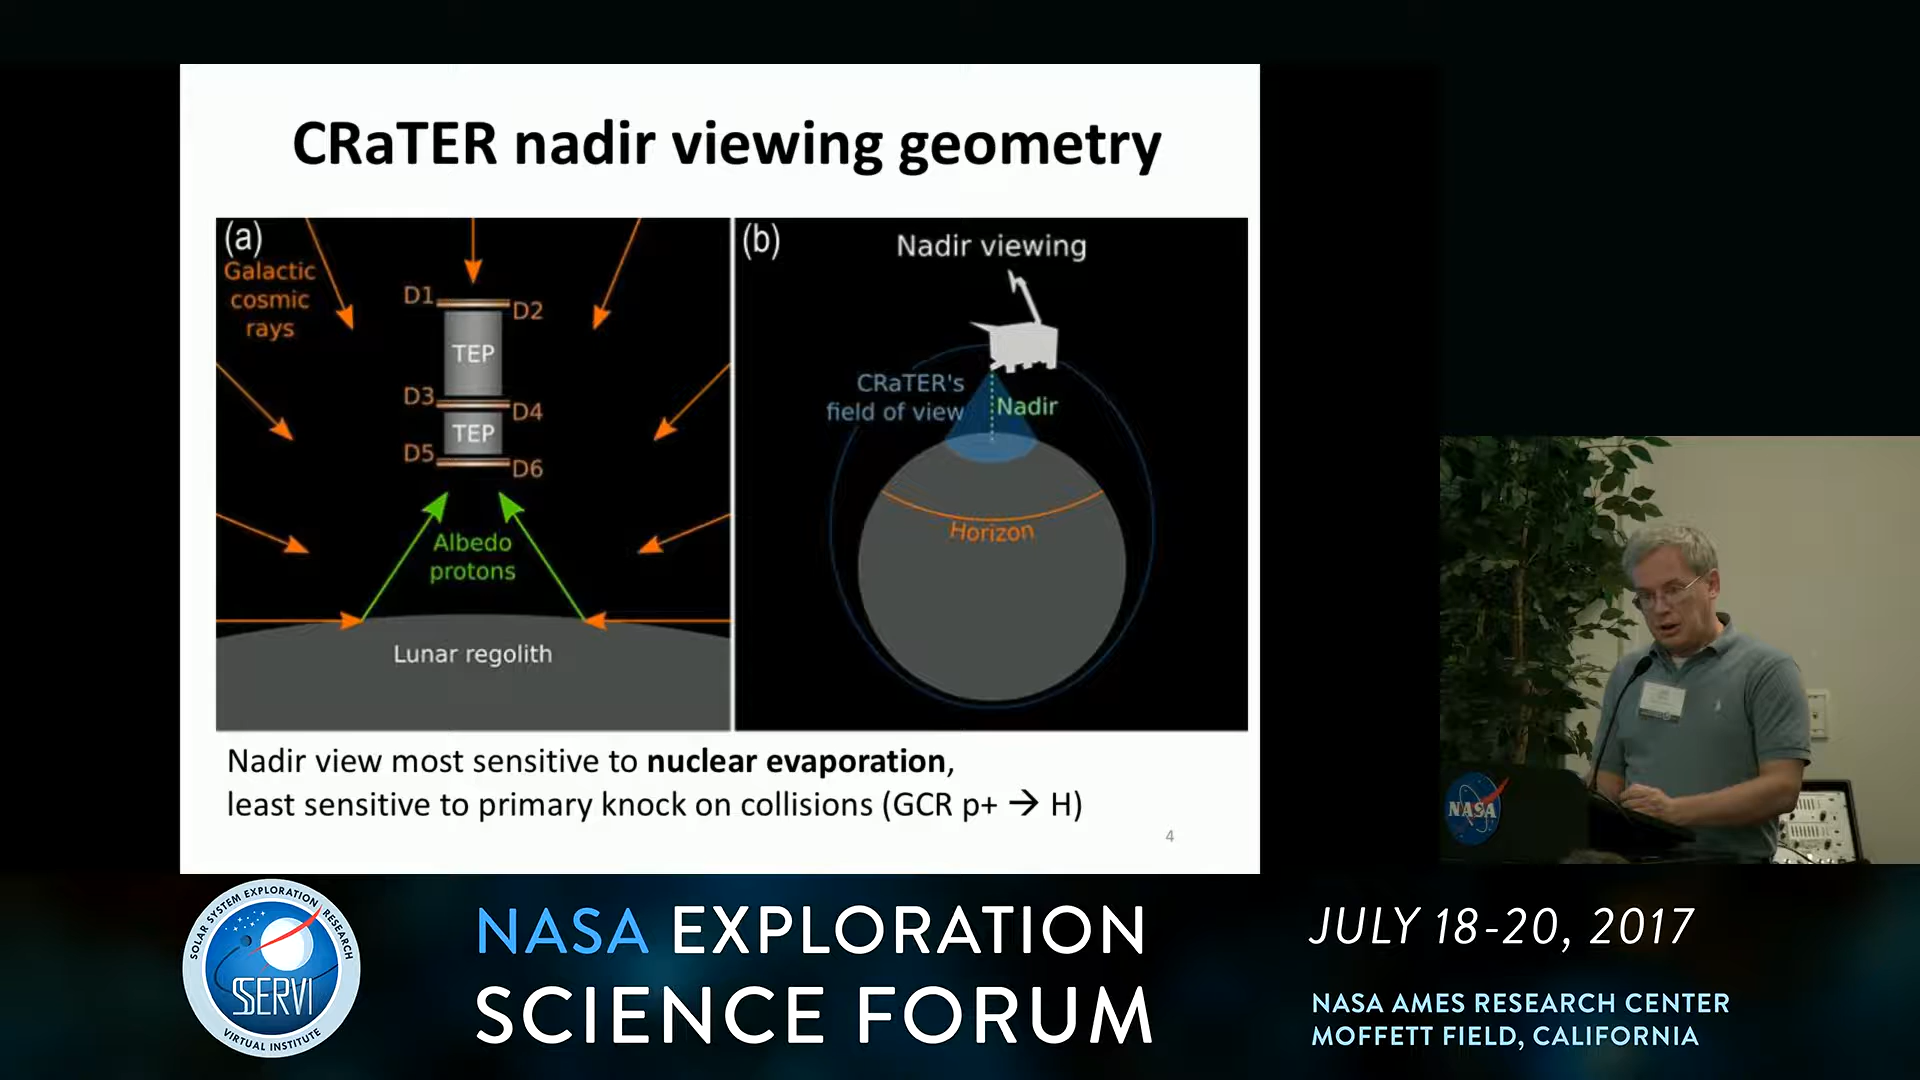 CRaTER nadir viewing geometry
(a)
Galactic
cosmic
rays
D1
D2
TEP
D3
D4
TEP
D5
D6
Albedo
protons
Lunar regolith
(b)
Nadir viewing
CRaTER's
field of view
Nadir
Horizon
Nadir view most sensitive to nuclear evaporation,
least sensitive to primary knock on collisions (GCR p+ → H)
4
NASA
SOLAR SYSTEM EXPLORATION RESEARCH
SSERVI
VIRTUAL INSTITUTE
NASA EXPLORATION
SCIENCE FORUM
JULY 18-20, 2017
NASA AMES RESEARCH CENTER
MOFFETT FIELD, CALIFORNIA